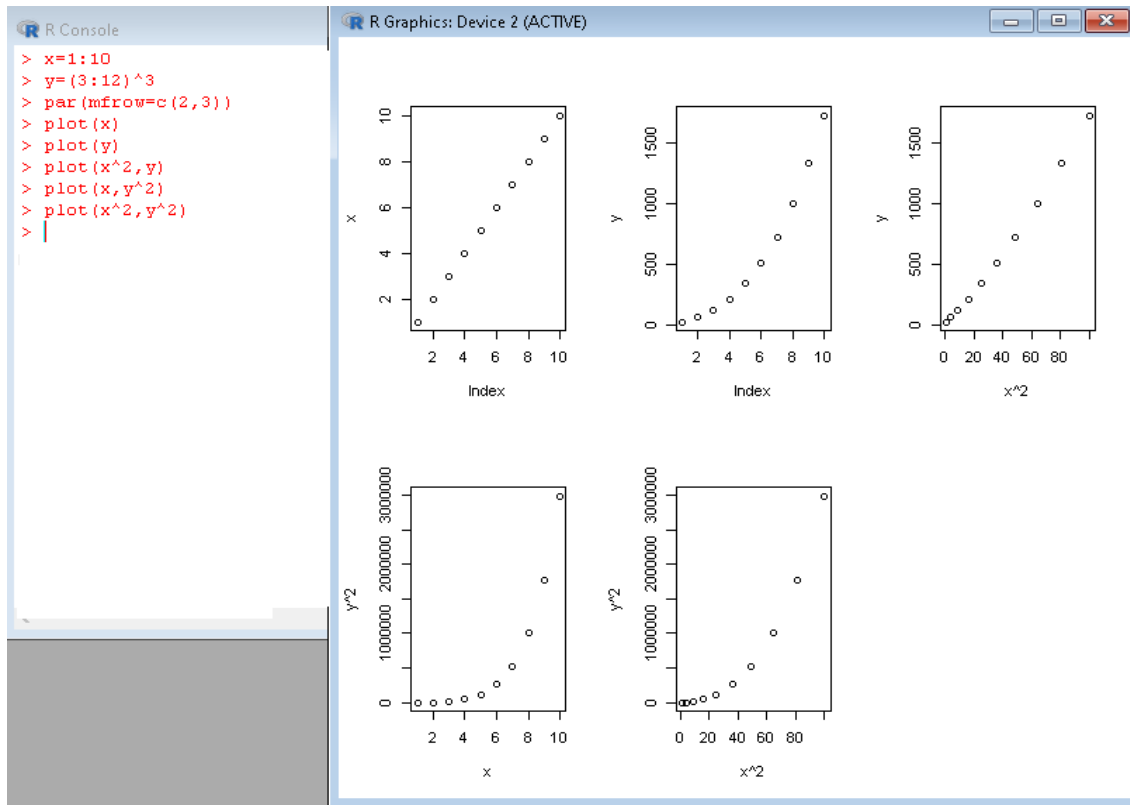 R Console
> x=1:10
> y=(3:12)^3
> par(mfrow=c(2,3))
> plot(x)
> plot(y)
> plot(x^2,y)
> plot(x,y^2)
> plot(x^2,y^2)
>
R Graphics: Device 2 (ACTIVE)
x
10
8
6
4
2
2 4 6 8 10
Index
y
1500
1000
500
0
2 4 6 8 10
Index
y
1500
1000
500
0
0 20 40 60 80
x^2
y^2
3000000
2000000
1000000
0
2 4 6 8 10
x
y^2
3000000
2000000
1000000
0
0 20 40 60 80
x^2